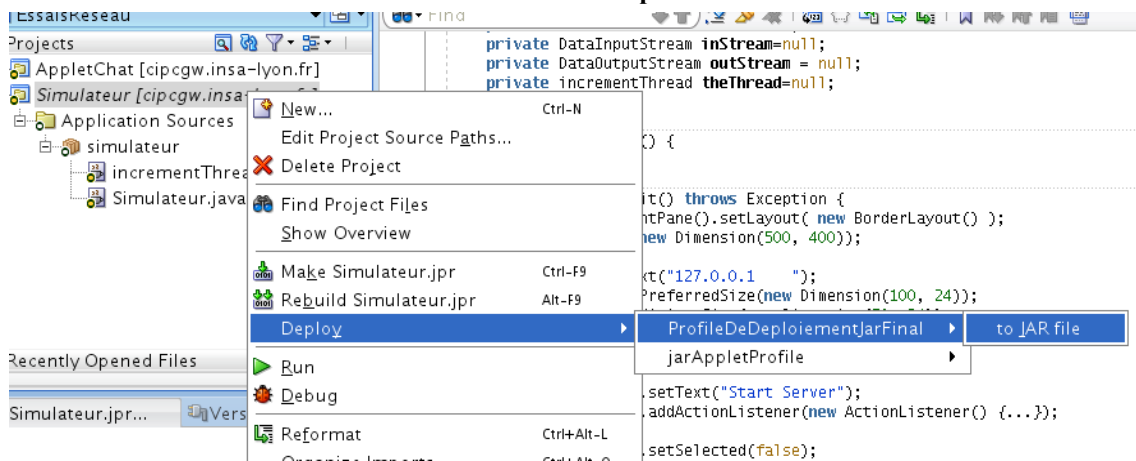 EssaisReseau
Find
Projects
AppletChat [cipcgw.insa-lyon.fr]
Simulateur [cipcgw.insa-
Application Sources
simulateur
incrementThrea
Simulateur.java
Recently Opened Files
Simulateur.jpr...
Vers
New... Ctrl-N
Edit Project Source Paths...
Delete Project
Find Project Files
Show Overview
Make Simulateur.jpr Ctrl-F9
Rebuild Simulateur.jpr Alt-F9
Deploy
Run
Debug
Reformat Ctrl+Alt-L
ProfileDeDeploiementJarFinal
jarAppletProfile
to JAR file
private DataInputStream inStream=null;
private DataOutputStream outStream = null;
private incrementThread theThread=null;
() {
it() throws Exception {
ntPane().setLayout( new BorderLayout() );
new Dimension(500, 400));
xt("127.0.0.1 ");
PreferredSize(new Dimension(100, 24));
.setText("Start Server");
.addActionListener(new ActionListener() {...});
.setSelected(false);